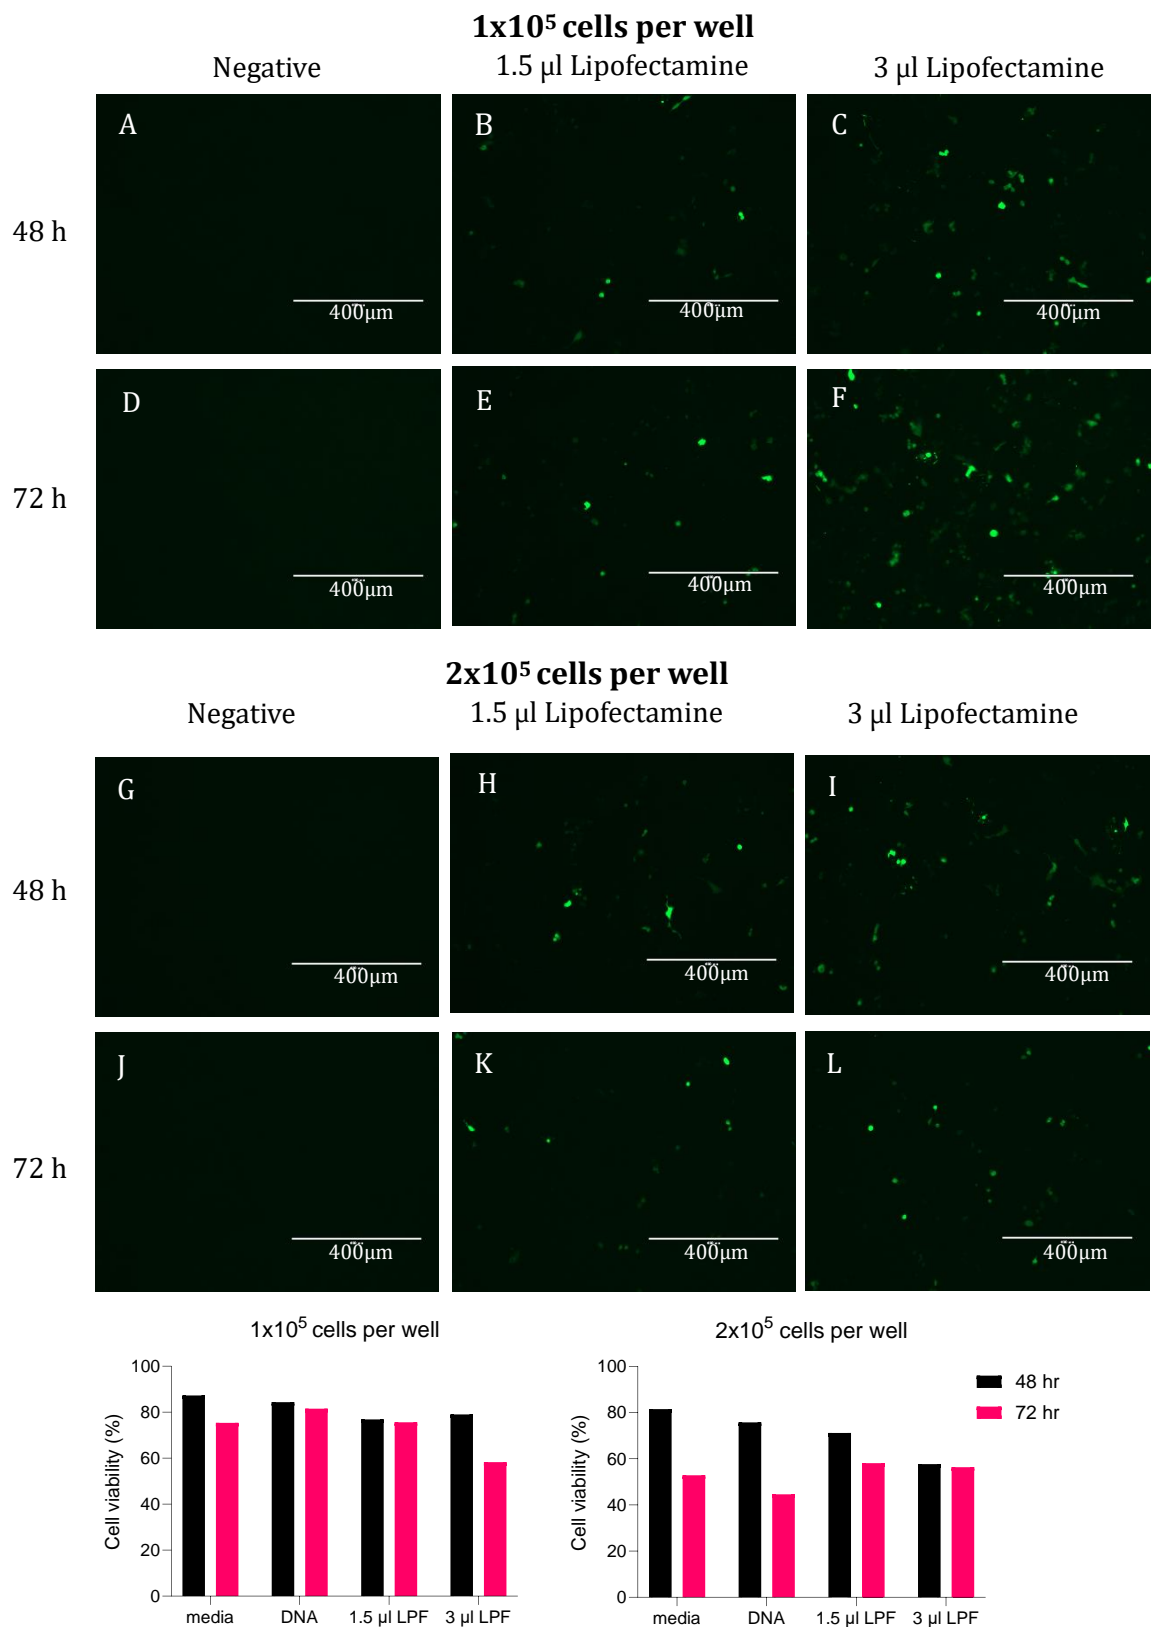 1x10⁵ cells per well
Negative 1.5 µl Lipofectamine 3 µl Lipofectamine
A B C
48 h
400µm 400µm 400µm
D E F
72 h
400µm 400µm 400µm
2x10⁵ cells per well
Negative 1.5 µl Lipofectamine 3 µl Lipofectamine
G H I
48 h
400µm 400µm 400µm
J K L
72 h
400µm 400µm 400µm
1x10⁵ cells per well
Cell viability (%)
100
80
60
40
20
0
media DNA 1.5 µl LPF 3 µl LPF
2x10⁵ cells per well
48 hr
72 hr
Cell viability (%)
100
80
60
40
20
0
media DNA 1.5 µl LPF 3 µl LPF